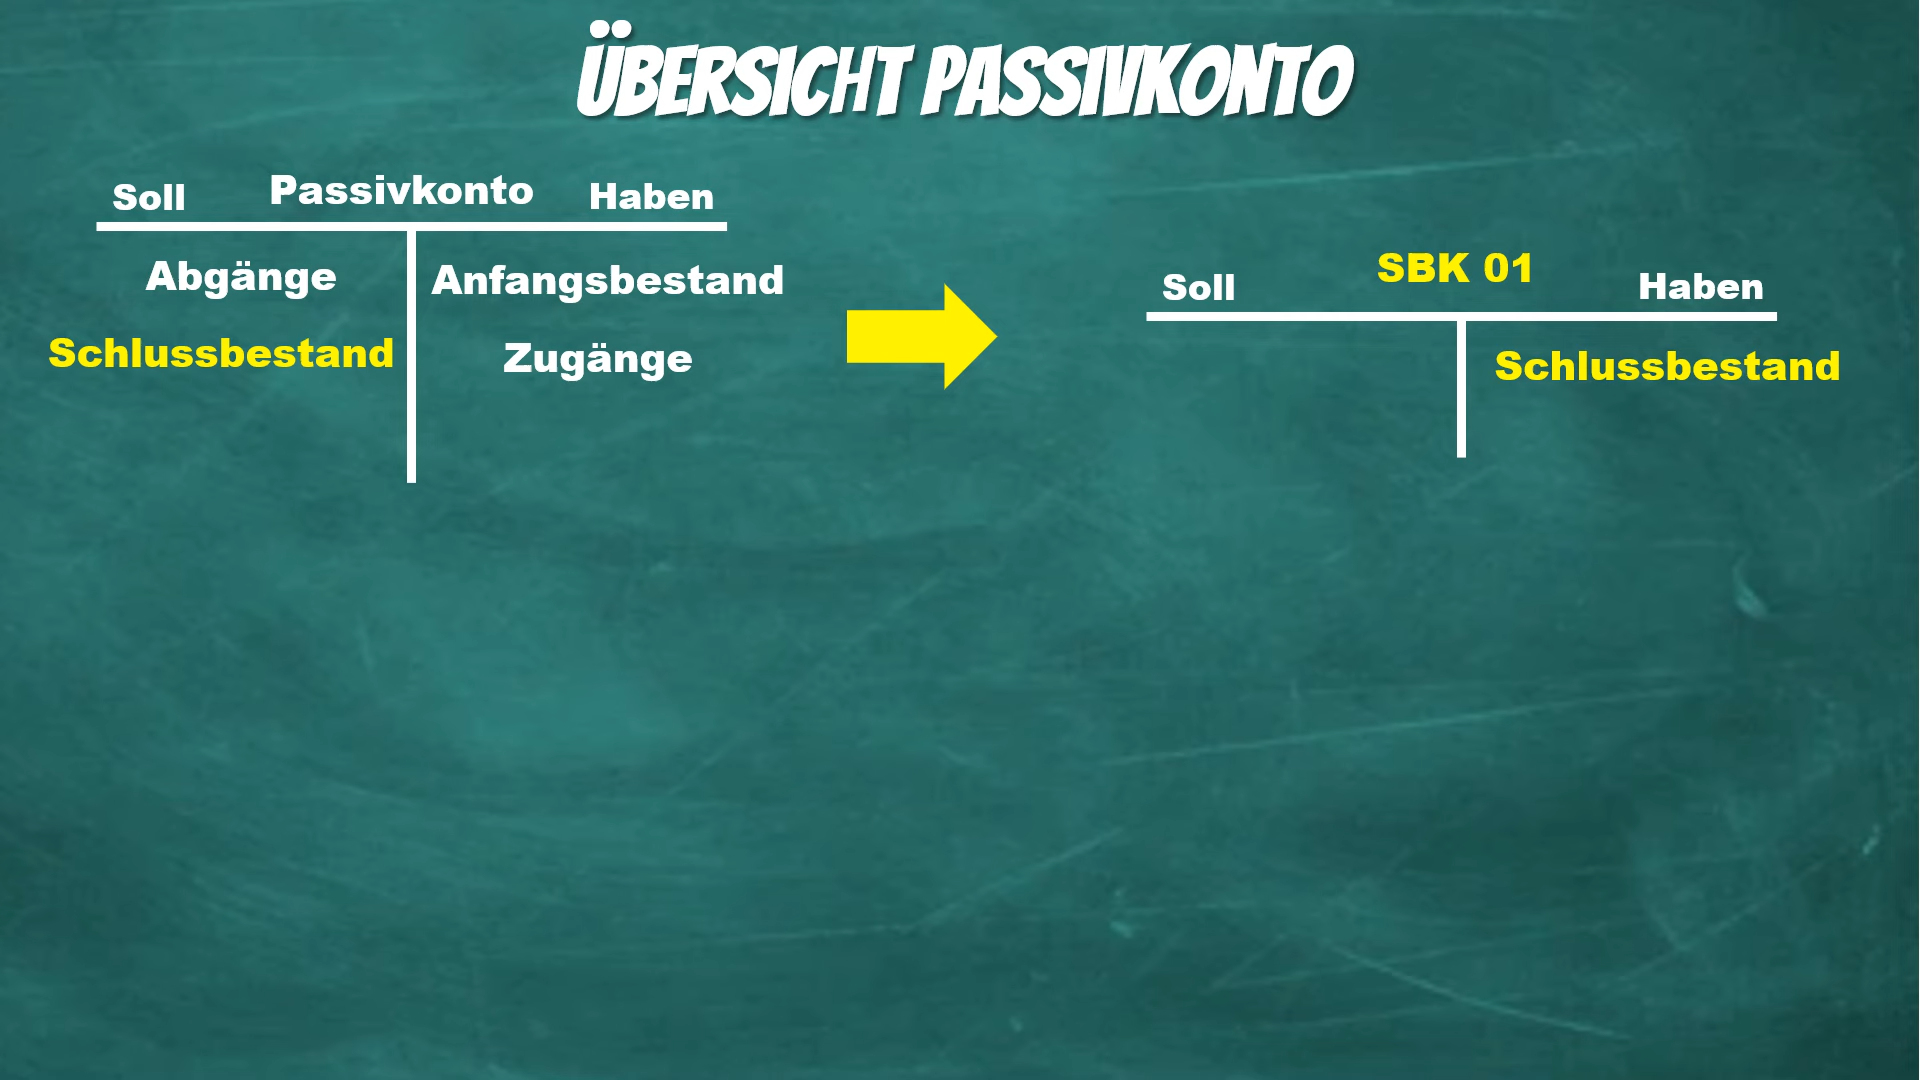 ÜBERSICHT PASSIVKONTO
Soll Passivkonto Haben
Abgänge Anfangsbestand
Schlussbestand Zugänge
SBK 01
Soll Haben
Schlussbestand